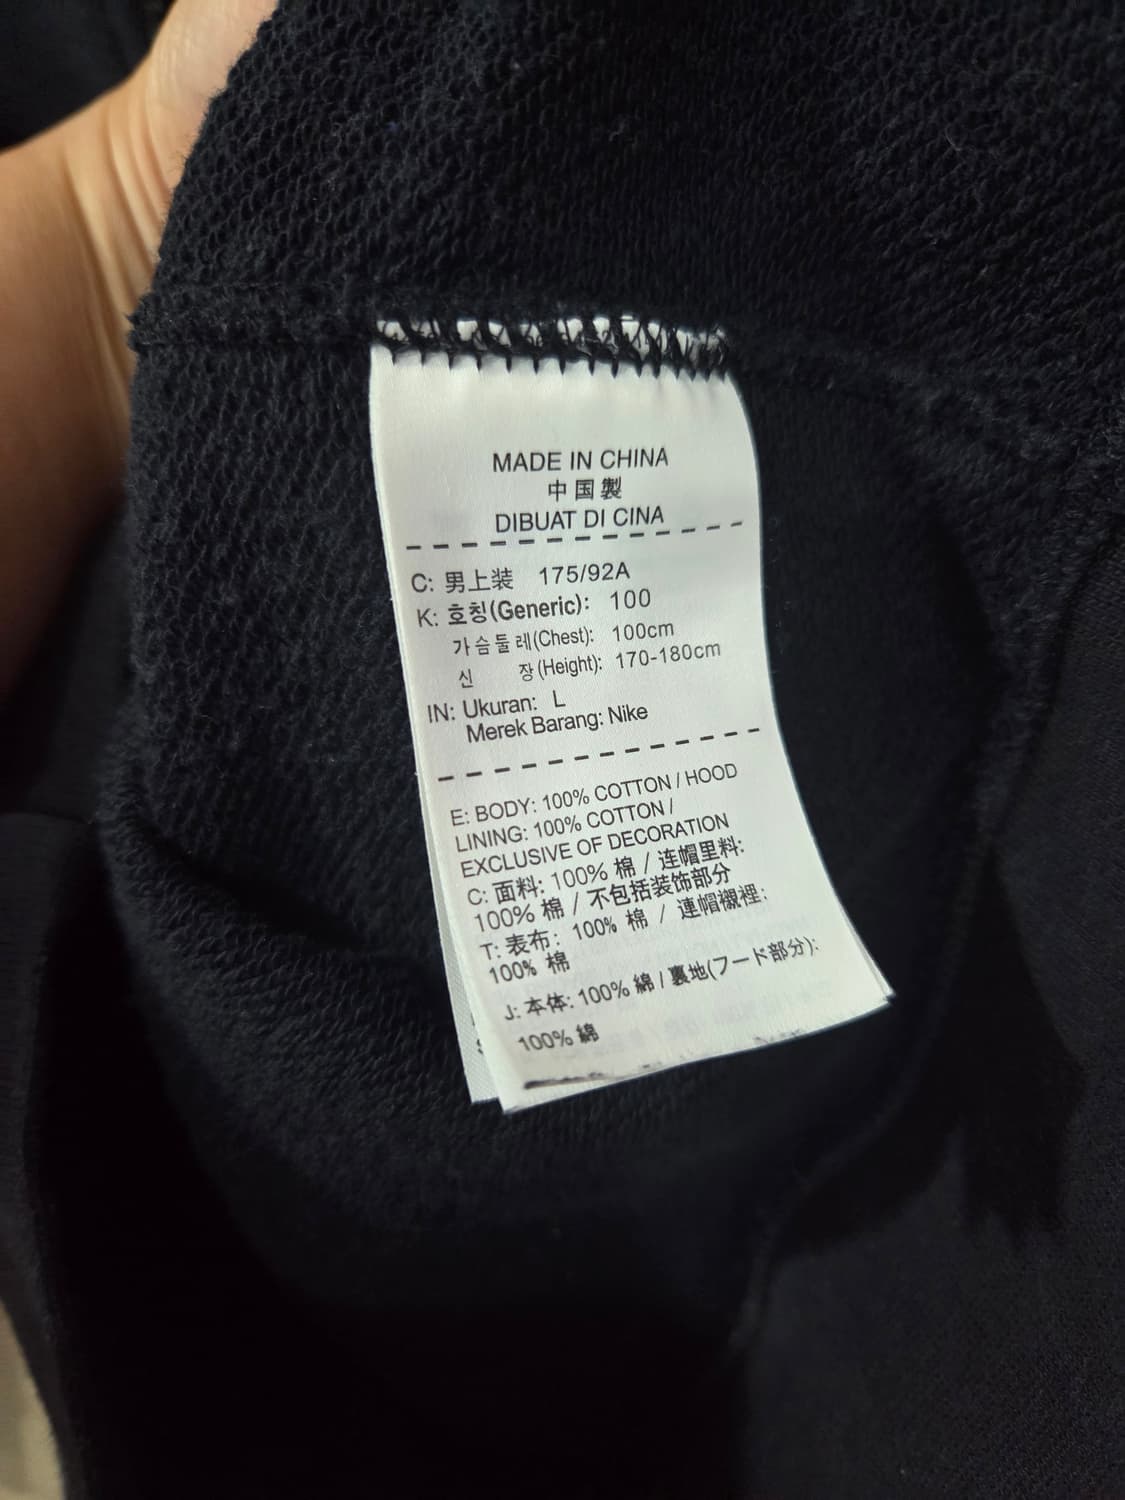 MADE IN CHINA
中国製
DIBUAT DI CINA
C: 男上装 175/92A
K: 호칭(Generic): 100
가슴둘레(Chest): 100cm
신 장(Height): 170-180cm
IN: Ukuran: L
Merek Barang: Nike
E: BODY: 100% COTTON / HOOD
LINING: 100% COTTON /
EXCLUSIVE OF DECORATION
C: 面料: 100% 棉 / 连帽里料:
100% 棉 / 不包括装饰部分
T: 表布: 100% 棉 / 連帽襯裡:
100% 棉
J: 本体: 100% 綿 / 裏地(フード部分):
100% 綿